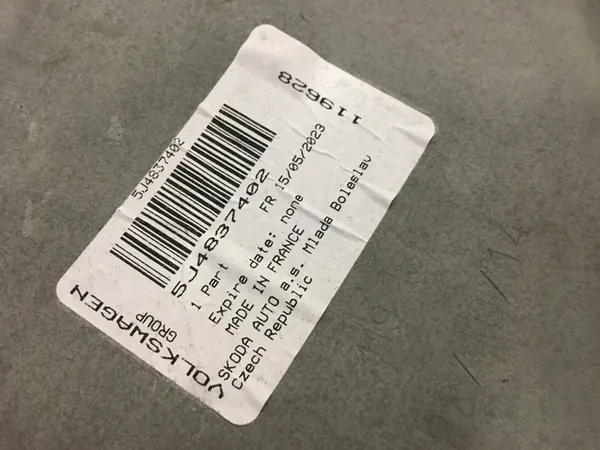 119628
5J4837402
5J4837402
1 Part FR 15/05/2023
Expire date: none
MADE IN FRANCE
SKODA AUTO a.s. Mlada Boleslav
Czech Republic
VOLKSWAGEN
GROUP